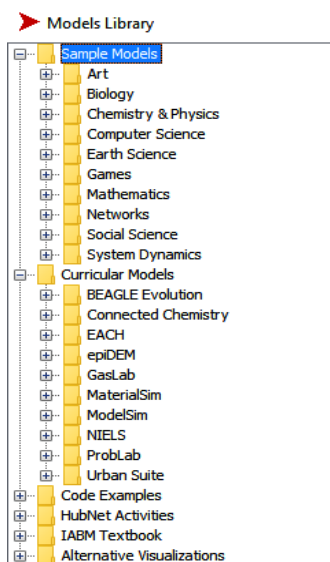 Models Library
Sample Models
Art
Biology
Chemistry & Physics
Computer Science
Earth Science
Games
Mathematics
Networks
Social Science
System Dynamics
Curricular Models
BEAGLE Evolution
Connected Chemistry
EACH
epiDEM
GasLab
MaterialSim
ModelSim
NIELS
ProbLab
Urban Suite
Code Examples
HubNet Activities
IABM Textbook
Alternative Visualizations